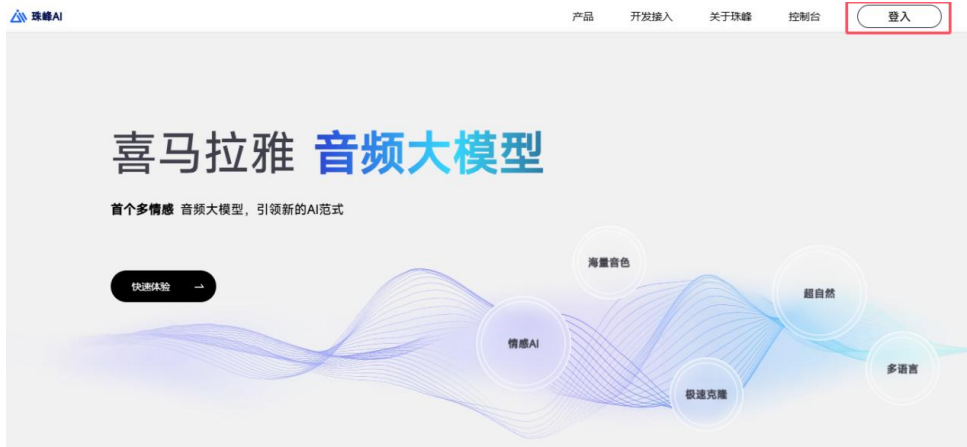 珠峰AI 产品 开发接入 关于珠峰 控制台 登入
喜马拉雅 音频大模型
首个多情感 音频大模型，引领新的AI范式
海量音色
快速体验 →
超自然
情感AI
多语言
极速克隆